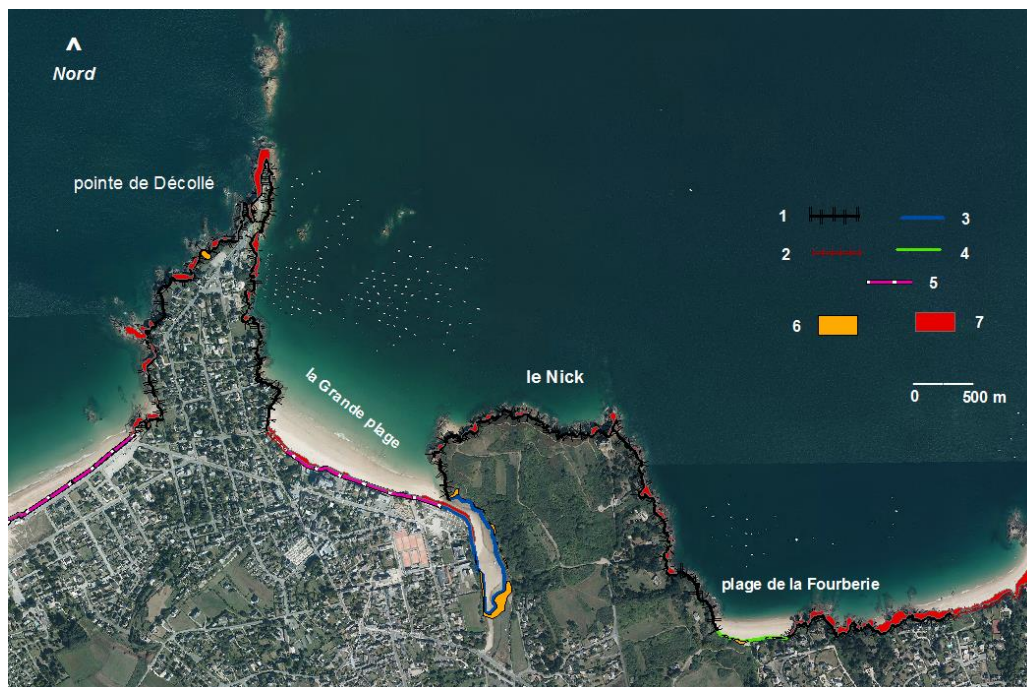 ^
Nord
pointe de Décollé
1
3
2
4
5
6
7
0 500 m
la Grande plage
le Nick
plage de la Fourberie